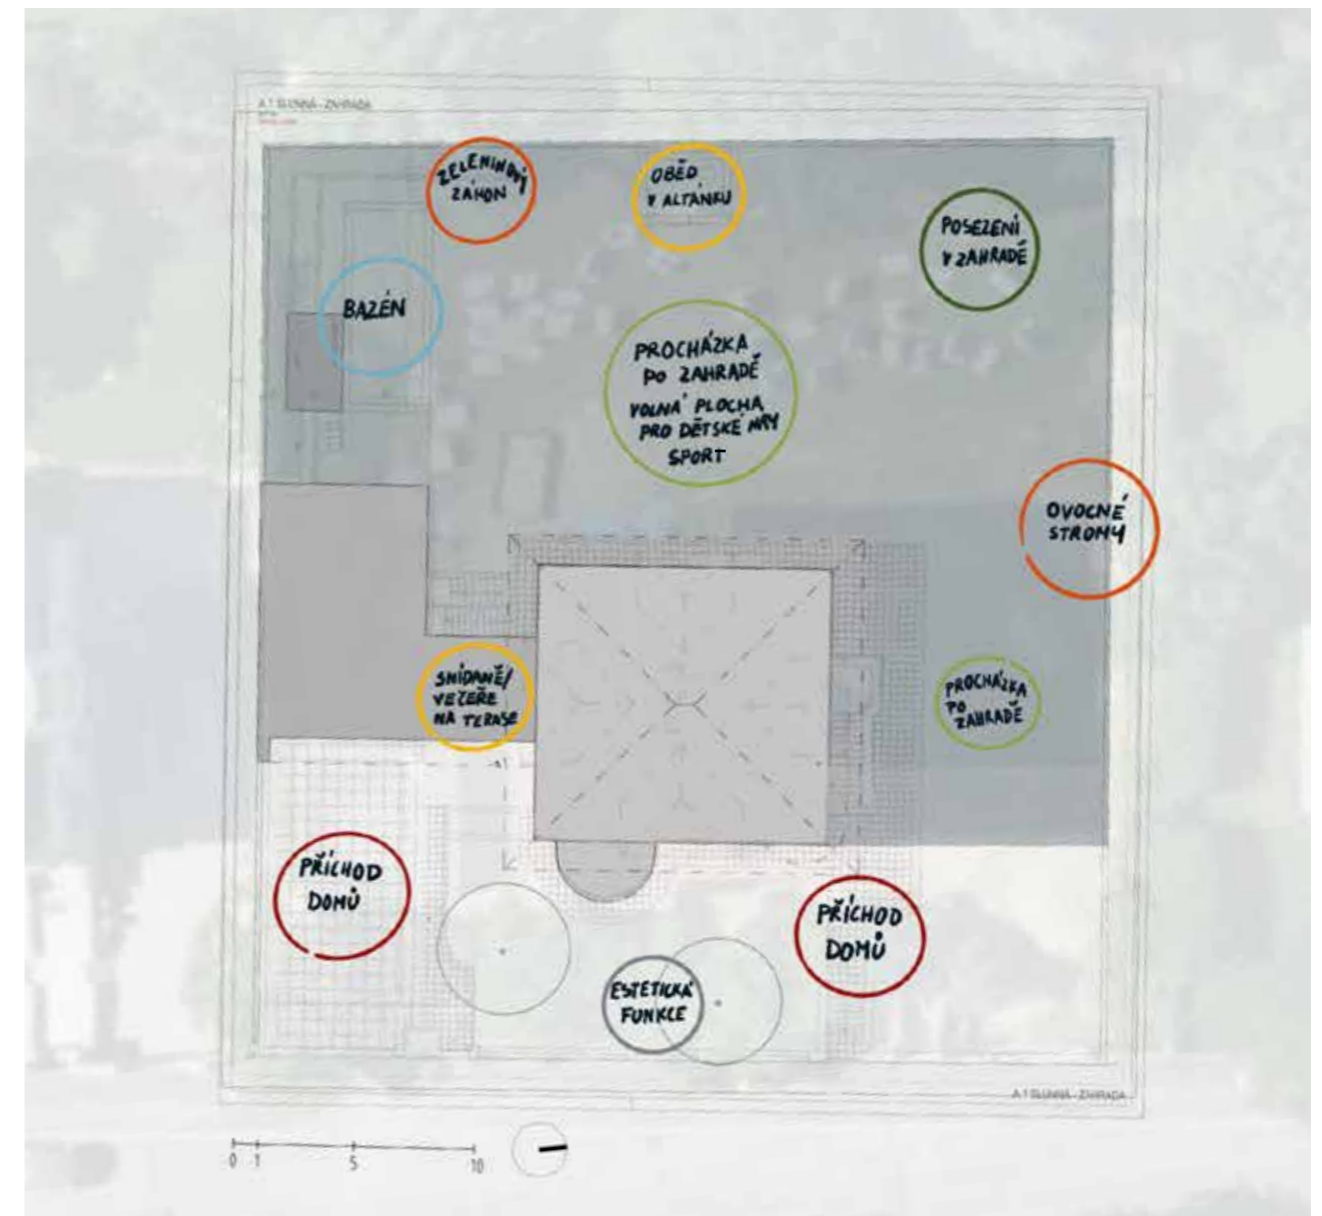 ZELENINOVÝ
ZÁHON
OBĚD
V ALTÁNKU
POSEZENÍ
V ZAHRADĚ
BAZÉN
PROCHÁZKA
PO ZAHRADĚ
VOLNÁ PLOCHA
PRO DĚTSKÉ HRY
SPORT
OVOCNÉ
STROMY
SNÍDANĚ/
VEČEŘE
NA TERASE
PROCHÁZKA
PO
ZAHRADĚ
PŘÍCHOD
DOMŮ
PŘÍCHOD
DOMŮ
ESTETICKÁ
FUNKCE
0 1 5 10